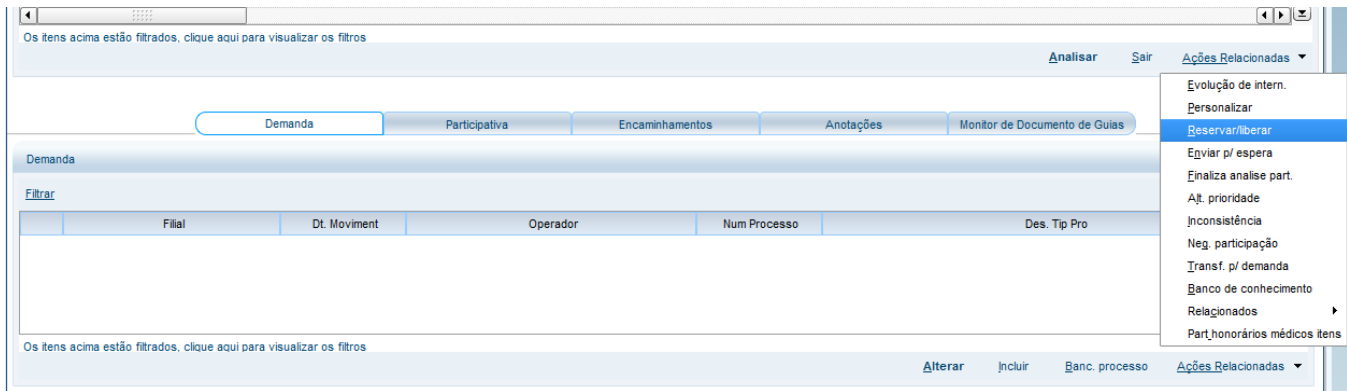 Os itens acima estão filtrados, clique aqui para visualizar os filtros
Analisar Sair Ações Relacionadas
Evolução de intern.
Personalizar
Reservar/liberar
Enviar p/ espera
Finaliza analise part.
Alt. prioridade
Inconsistência
Neg. participação
Transf. p/ demanda
Banco de conhecimento
Relacionados
Part honorários médicos itens
Demanda Participativa Encaminhamentos Anotações Monitor de Documento de Guias
Demanda
Filtrar
Filial Dt. Moviment Operador Num Processo Des. Tip Pro
Os itens acima estão filtrados, clique aqui para visualizar os filtros
Alterar Incluir Banc. processo Ações Relacionadas